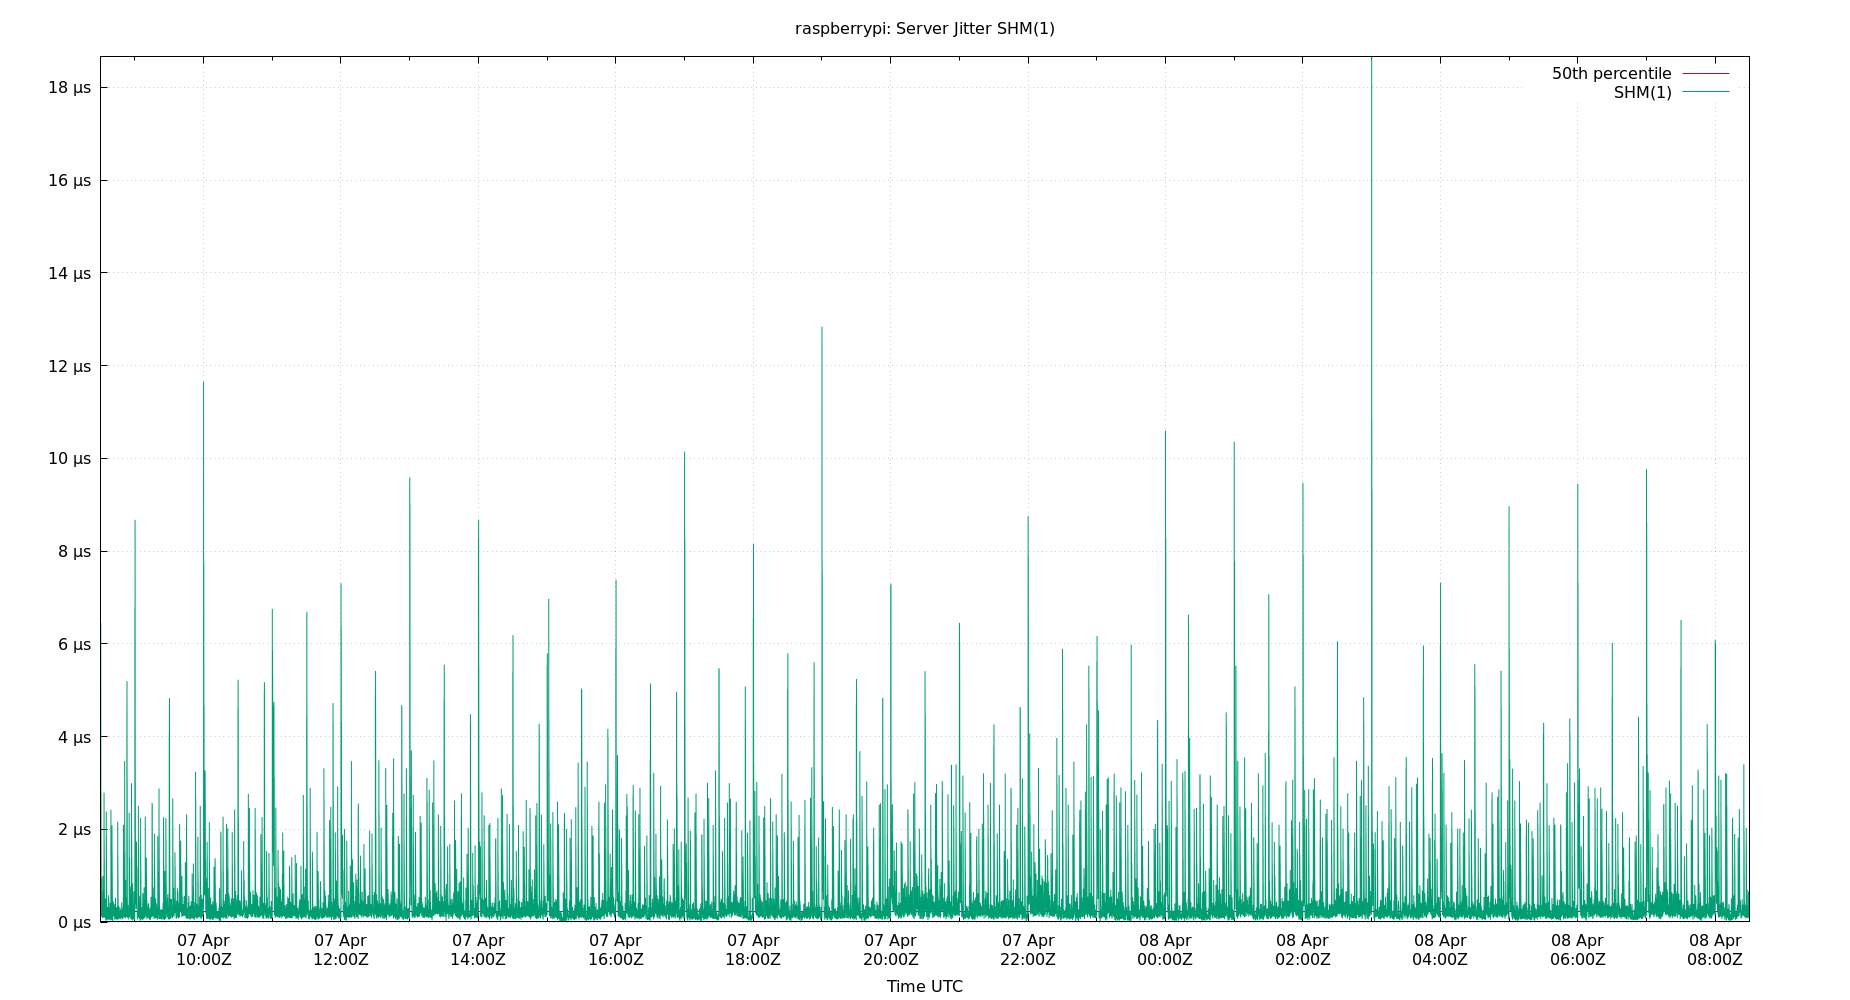 raspberrypi: Server Jitter SHM(1)
50th percentile
SHM(1)
18 µs
16 µs
14 µs
12 µs
10 µs
8 µs
6 µs
4 µs
2 µs
0 µs
07 Apr 07 Apr 07 Apr 07 Apr 07 Apr 07 Apr 07 Apr 08 Apr 08 Apr 08 Apr 08 Apr 08 Apr
10:00Z 12:00Z 14:00Z 16:00Z 18:00Z 20:00Z 22:00Z 00:00Z 02:00Z 04:00Z 06:00Z 08:00Z
Time UTC